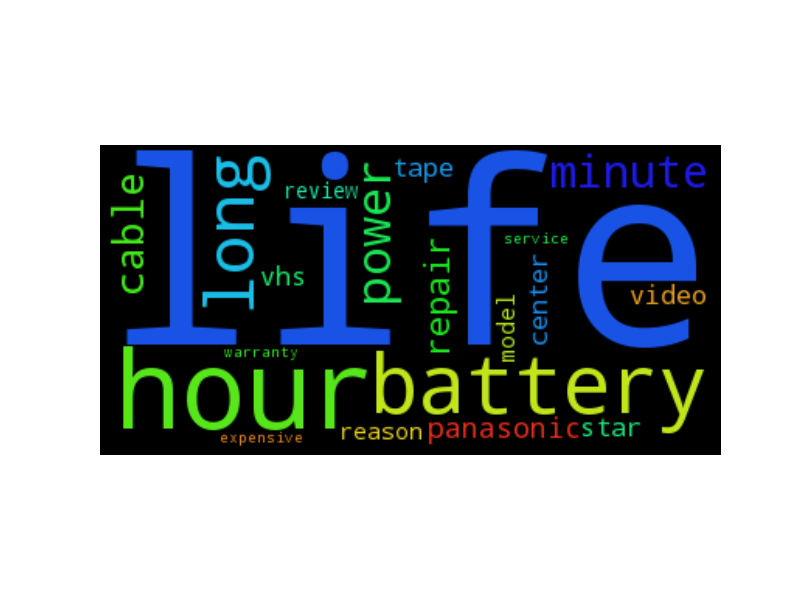 life
cable
long
review
power
tape
minute
vhs
repair
service
center
model
video
warranty
hour
battery
expensive
reason
panasonic
star